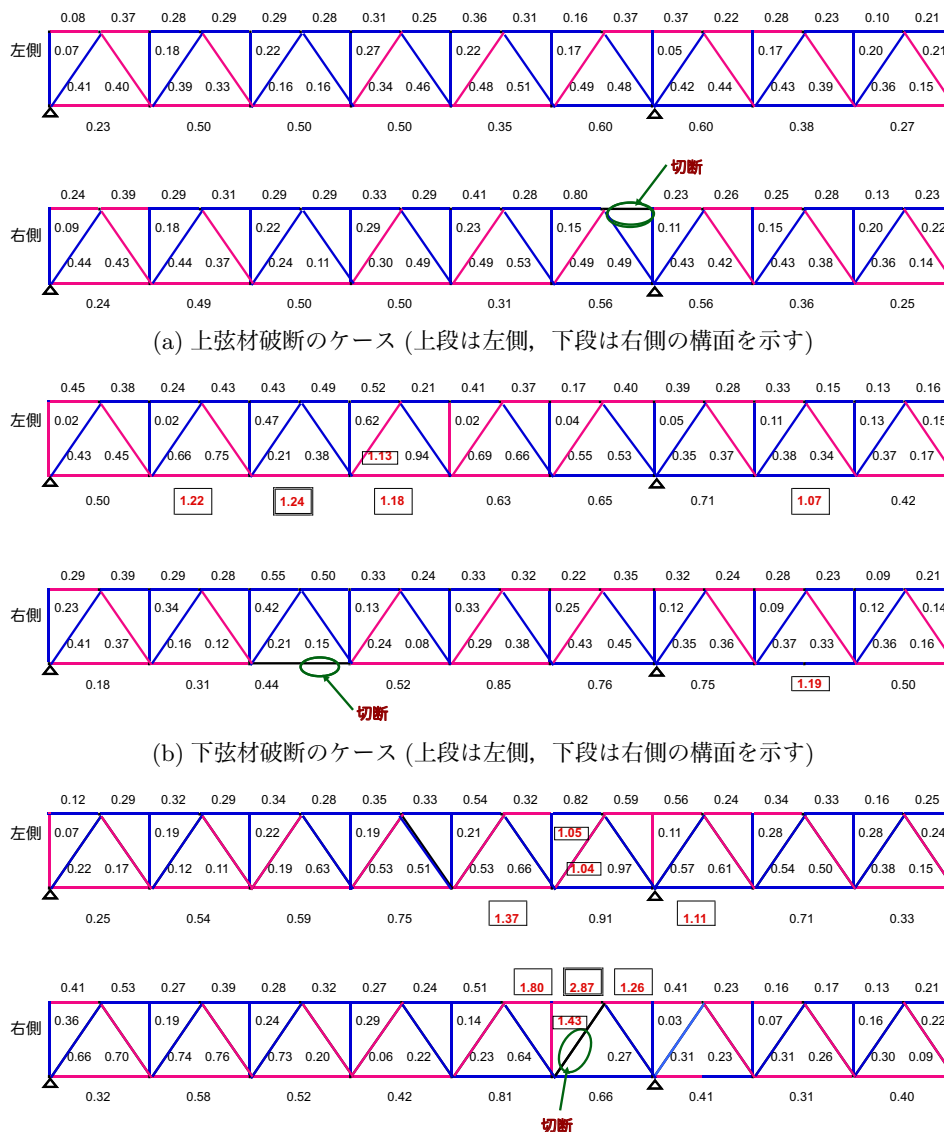 0.08 0.37 0.28 0.29 0.29 0.28 0.31 0.25 0.36 0.31 0.16 0.37 0.37 0.22 0.28 0.23 0.10 0.21
左側
0.07 0.18 0.22 0.27 0.22 0.17 0.05 0.17 0.20 0.21
0.41 0.40 0.39 0.33 0.16 0.16 0.34 0.46 0.48 0.51 0.49 0.48 0.42 0.44 0.43 0.39 0.36 0.15
0.23 0.50 0.50 0.50 0.35 0.60 0.60 0.38 0.27
切断
0.24 0.39 0.29 0.31 0.29 0.29 0.33 0.29 0.41 0.28 0.80 0.23 0.26 0.25 0.28 0.13 0.23
右側
0.09 0.18 0.22 0.29 0.23 0.15 0.11 0.15 0.20 0.22
0.44 0.43 0.44 0.37 0.24 0.11 0.30 0.49 0.49 0.53 0.49 0.49 0.43 0.42 0.43 0.38 0.36 0.14
0.24 0.49 0.50 0.50 0.31 0.56 0.56 0.36 0.25
(a) 上弦材破断のケース (上段は左側，下段は右側の構面を示す)
0.45 0.38 0.24 0.43 0.43 0.49 0.52 0.21 0.41 0.37 0.17 0.40 0.39 0.28 0.33 0.15 0.13 0.16
左側
0.02 0.02 0.47 0.62 0.02 0.04 0.05 0.11 0.13 0.15
0.43 0.45 0.66 0.75 0.21 0.38 1.13 0.94 0.69 0.66 0.55 0.53 0.35 0.37 0.38 0.34 0.37 0.17
0.50 1.22 1.24 1.18 0.63 0.65 0.71 1.07 0.42
0.29 0.39 0.29 0.28 0.55 0.50 0.33 0.24 0.33 0.32 0.22 0.35 0.32 0.24 0.28 0.23 0.09 0.21
右側
0.23 0.34 0.42 0.13 0.33 0.25 0.12 0.09 0.12 0.14
0.41 0.37 0.16 0.12 0.21 0.15 0.24 0.08 0.29 0.38 0.43 0.45 0.35 0.36 0.37 0.33 0.36 0.16
0.18 0.31 0.44 0.52 0.85 0.76 0.75 1.19 0.50
切断
(b) 下弦材破断のケース (上段は左側，下段は右側の構面を示す)
0.12 0.29 0.32 0.29 0.34 0.28 0.35 0.33 0.54 0.32 0.82 0.59 0.56 0.24 0.34 0.33 0.16 0.25
左側
0.07 0.19 0.22 0.19 0.21 1.05 0.11 0.28 0.28 0.24
0.22 0.17 0.12 0.11 0.19 0.63 0.53 0.51 0.53 0.66 1.04 0.97 0.57 0.61 0.54 0.50 0.38 0.15
0.25 0.54 0.59 0.75 1.37 0.91 1.11 0.71 0.33
0.41 0.53 0.27 0.39 0.28 0.32 0.27 0.24 0.51 1.80 2.87 1.26 0.41 0.23 0.16 0.17 0.13 0.21
右側
0.36 0.19 0.24 0.29 0.14 1.43 0.03 0.07 0.16 0.22
0.66 0.70 0.74 0.76 0.73 0.20 0.06 0.22 0.23 0.64 0.27 0.31 0.23 0.31 0.26 0.30 0.09
0.32 0.58 0.52 0.42 0.81 0.66 0.41 0.31 0.40
切断